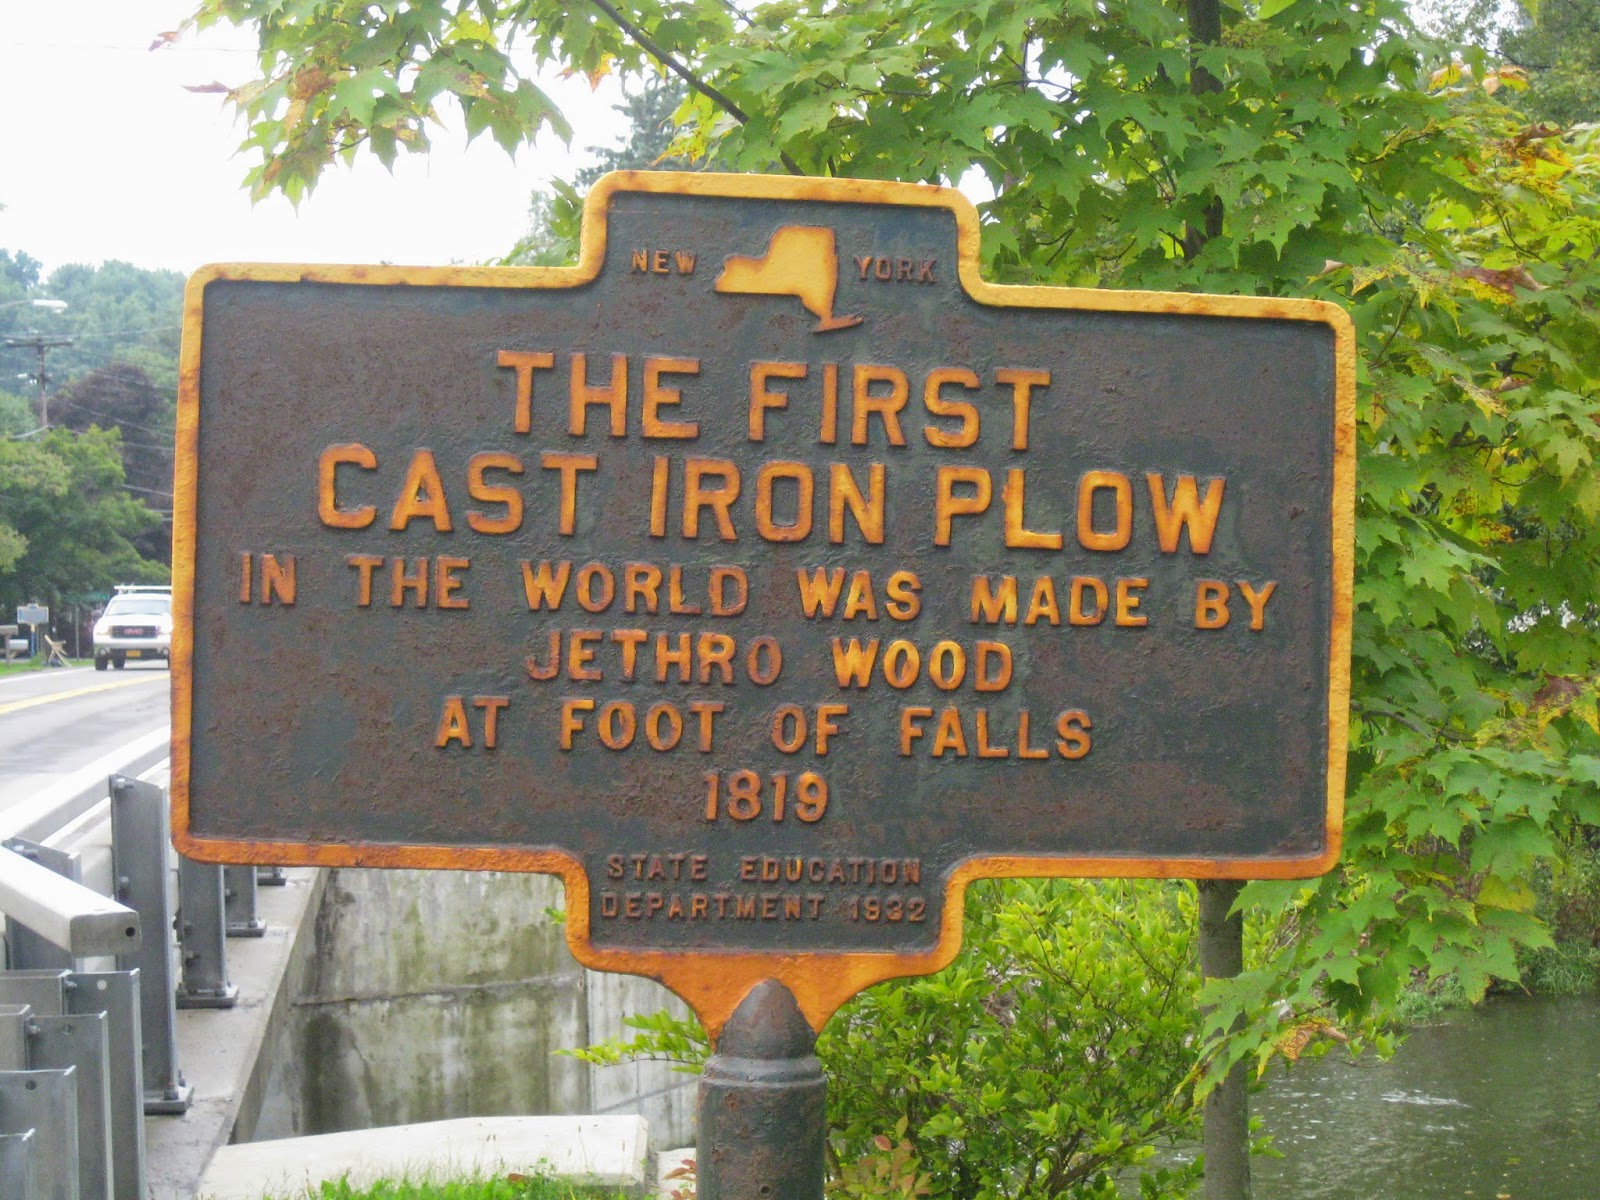 NEW YORK
THE FIRST
CAST IRON PLOW
IN THE WORLD WAS MADE BY
JETHRO WOOD
AT FOOT OF FALLS
1819
STATE EDUCATION
DEPARTMENT 1932
GMC